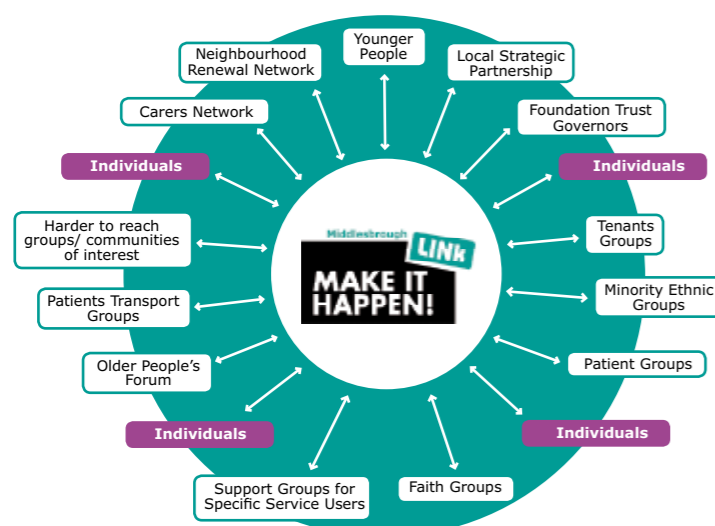 Younger
People
Neighbourhood
Renewal Network
Local Strategic
Partnership
Carers Network
Foundation Trust
Governors
Individuals
Individuals
Harder to reach
groups/ communities
of interest
Tenants
Groups
Middlesbrough
LINk
MAKE IT
HAPPEN!
Patients Transport
Groups
Minority Ethnic
Groups
Older People’s
Forum
Patient Groups
Individuals
Individuals
Support Groups for
Specific Service Users
Faith Groups